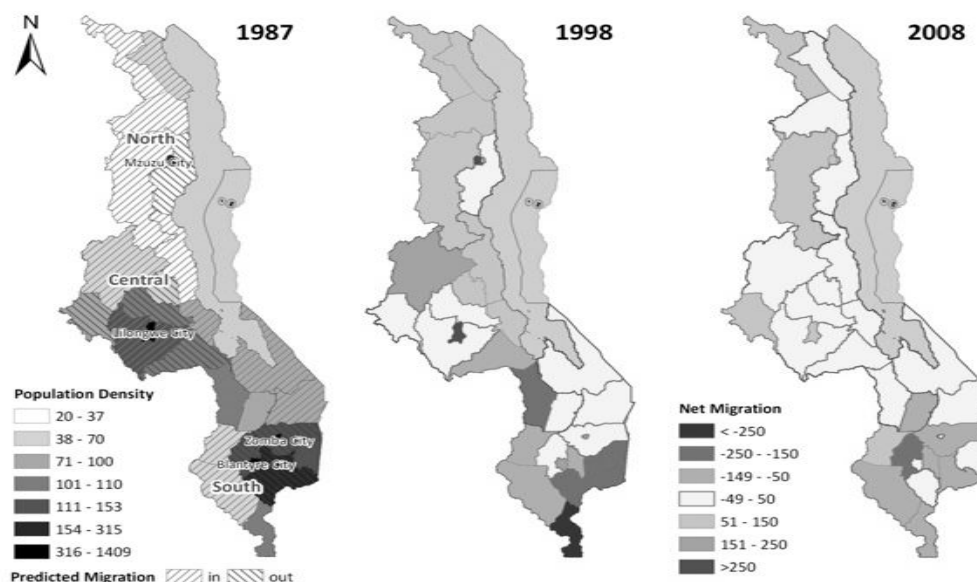 N
1987
1998
2008
North
Mzuzu City
Central
Lilongwe City
Zomba City
Blantyre City
South
Population Density
20 - 37
38 - 70
71 - 100
101 - 110
111 - 153
154 - 315
316 - 1409
Predicted Migration in out
Net Migration
< -250
-250 - -150
-149 - -50
-49 - 50
51 - 150
151 - 250
>250